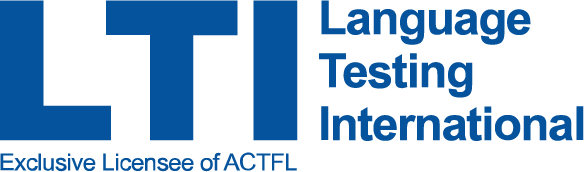 LTI
Language
Testing
International
Exclusive Licensee of ACTFL